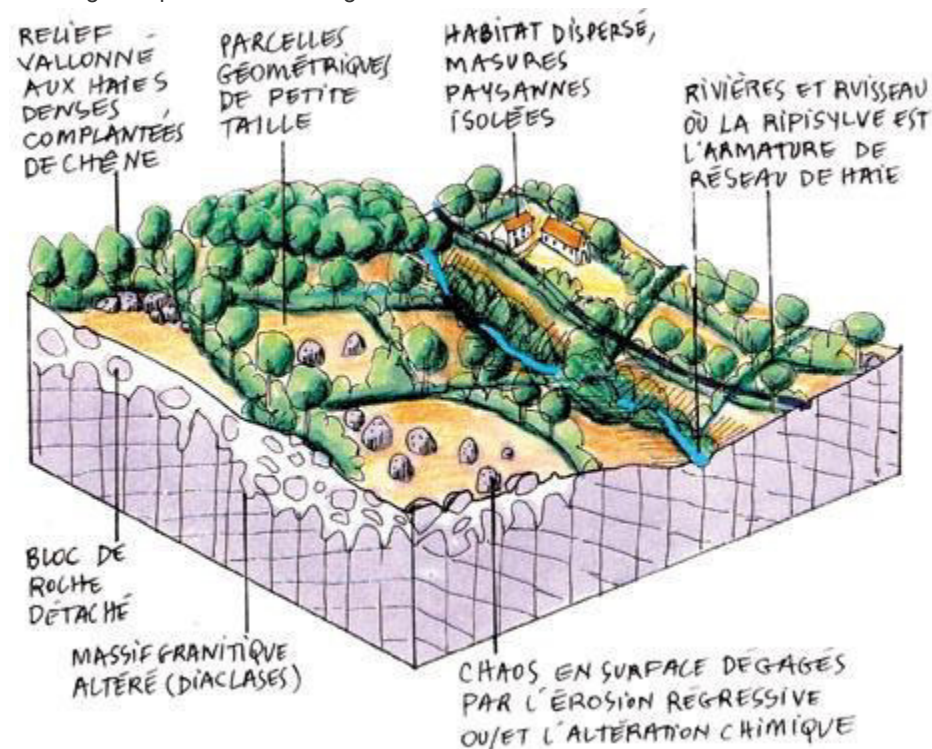 RELIEF
VALLONNÉ
AUX HAIES
DENSES
COMPLANTÉES
DE CHÊNE
PARCELLES
GÉOMÉTRIQUES
DE PETITE
TAILLE
HABITAT DISPERSÉ,
MASURES
PAYSANNES
ISOLÉES
RIVIÈRES ET RUISSEAU
OÙ LA RIPISYLVE EST
L'ARMATURE DE
RÉSEAU DE HAIE
BLOC DE
ROCHE
DÉTACHÉ
MASSIF GRANITIQUE
ALTÉRÉ (DIACLASES)
CHAOS EN SURFACE DÉGAGÉS
PAR L'ÉROSION RÉGRESSIVE
OU/ET L'ALTÉRATION CHIMIQUE